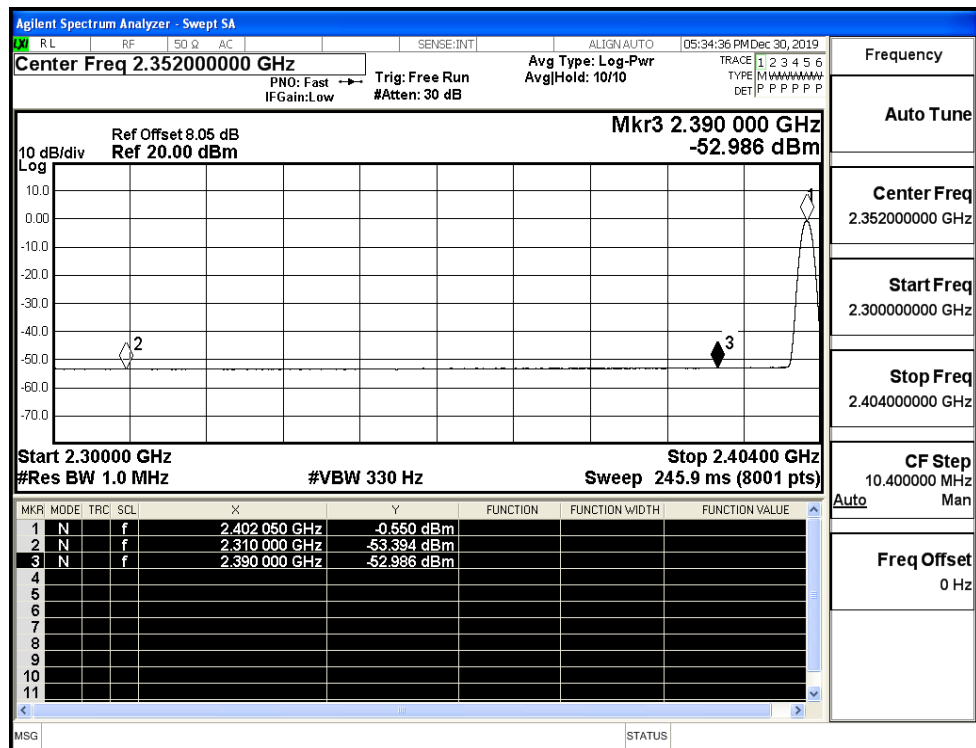 Agilent Spectrum Analyzer - Swept SA
LXI RL RF 50 Ω AC SENSE:INT ALIGN AUTO 05:34:36 PM Dec 30, 2019
Center Freq 2.352000000 GHz
PNO: Fast
IFGain:Low
Trig: Free Run
#Atten: 30 dB
Avg Type: Log-Pwr
Avg|Hold: 10/10
TRACE 1 2 3 4 5 6
TYPE M WWWWW
DET P P P P P P
Mkr3 2.390 000 GHz
-52.986 dBm
Ref Offset 8.05 dB
10 dB/div Ref 20.00 dBm
Log
10.0
0.00
-10.0
-20.0
-30.0
-40.0
-50.0
-60.0
-70.0
1
2
3
Start 2.30000 GHz Stop 2.40400 GHz
#Res BW 1.0 MHz #VBW 330 Hz Sweep 245.9 ms (8001 pts)
MKR MODE TRC SCL X Y FUNCTION FUNCTION WIDTH FUNCTION VALUE
1 N f 2.402 050 GHz -0.550 dBm
2 N f 2.310 000 GHz -53.394 dBm
3 N f 2.390 000 GHz -52.986 dBm
4
5
6
7
8
9
10
11
MSG STATUS
Frequency
Auto Tune
Center Freq
2.352000000 GHz
Start Freq
2.300000000 GHz
Stop Freq
2.404000000 GHz
CF Step
10.400000 MHz
Auto Man
Freq Offset
0 Hz